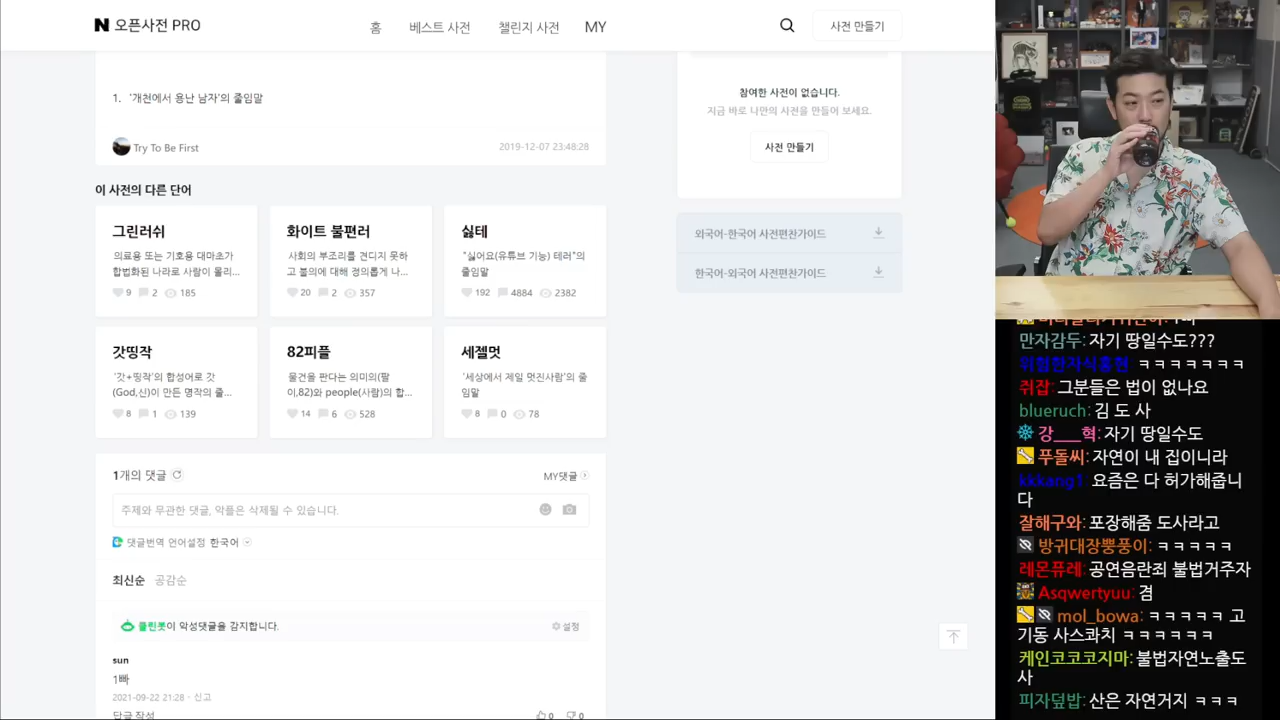 N 오픈사전 PRO
홈 베스트 사전 챌린지 사전 MY
사전 만들기
1. '개천에서 용난 남자'의 줄임말
Try To Be First 2019-12-07 23:48:28
이 사전의 다른 단어
그린러쉬
의료용 또는 기호용 대마초가
합법화된 나라로 사람이 몰리...
9 2 185
화이트 불편러
사회의 부조리를 견디지 못하
고 불의에 대해 정의롭게 나...
20 2 357
싫테
"싫어요(유튜브 기능) 테러"의
줄임말
192 4884 2382
갓띵작
'갓+띵작'의 합성어로 갓
(God,신)이 만든 명작의 줄...
8 1 139
82피플
물건을 판다는 의미의(팔
이,82)와 people(사람)의 합...
14 6 528
세젤멋
'세상에서 제일 멋진사람'의 줄
임말
8 0 78
1개의 댓글 MY댓글
주제와 무관한 댓글, 악플은 삭제될 수 있습니다.
댓글번역 언어설정 한국어
최신순 공감순
클린봇이 악성댓글을 감지합니다. 설정
sun
1빠
2021-09-22 21:28 · 신고
답글 작성 0 0
참여한 사전이 없습니다.
지금 바로 나만의 사전을 만들어 보세요.
사전 만들기
외국어-한국어 사전편찬가이드
한국어-외국어 사전편찬가이드
만자감두: 자기 땅일수도???
위험한자식홍현: ㅋㅋㅋㅋㅋㅋㅋ
쥐잡: 그분들은 법이 없나요
blueruch: 김 도 사
강___혁: 자기 땅일수도
푸돌씨: 자연이 내 집이니라
kkkang1: 요즘은 다 허가해줍니
다
잘해구와: 포장해줌 도사라고
방귀대장뿡풍이: ㅋㅋㅋㅋㅋ
레몬퓨레: 공연음란죄 불법거주자
Asqwertyuu: 겸
mol_bowa: ㅋㅋㅋㅋㅋ 고
기동 사스콰치 ㅋㅋㅋㅋㅋㅋ
케인코코코지마: 불법자연노출도
사
피자덮밥: 산은 자연거지 ㅋㅋㅋ